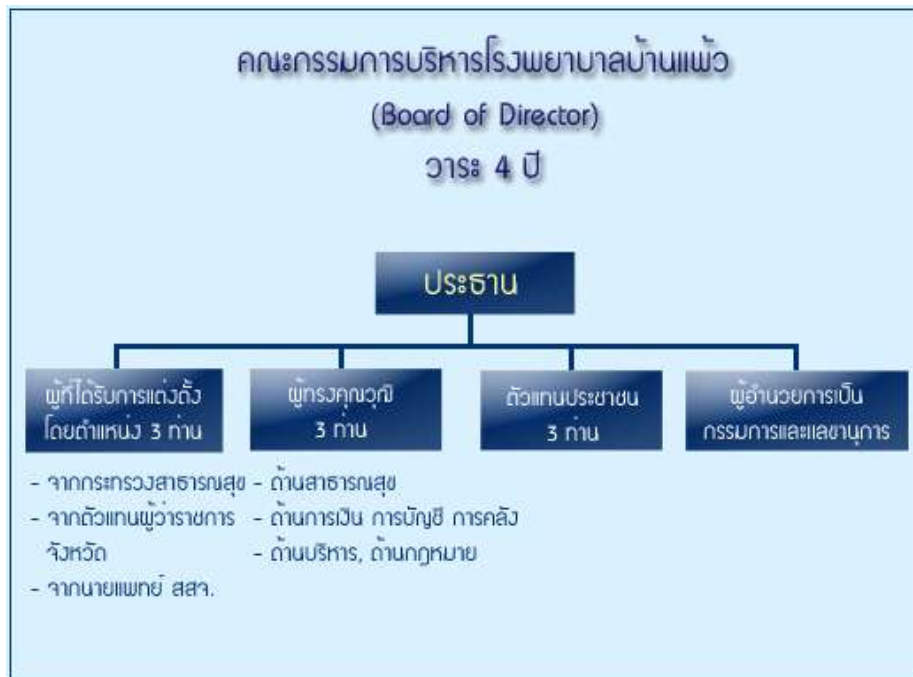 คณะกรรมการบริหารโรงพยาบาลบ้านแพ้ว
(Board of Director)
วาระ 4 ปี
ประธาน
ผู้ที่ได้รับการแต่งตั้ง
โดยตำแหน่ง 3 ท่าน
ผู้ทรงคุณวุฒิ
3 ท่าน
ตัวแทนประชาชน
3 ท่าน
ผู้อำนวยการเป็น
กรรมการและเลขานุการ
- จากกระทรวงสาธารณสุข
- จากตัวแทนผู้ว่าราชการ
จังหวัด
- จากนายแพทย์ สสจ.
- ด้านสาธารณสุข
- ด้านการเงิน การบัญชี การคลัง
- ด้านบริหาร, ด้านกฎหมาย